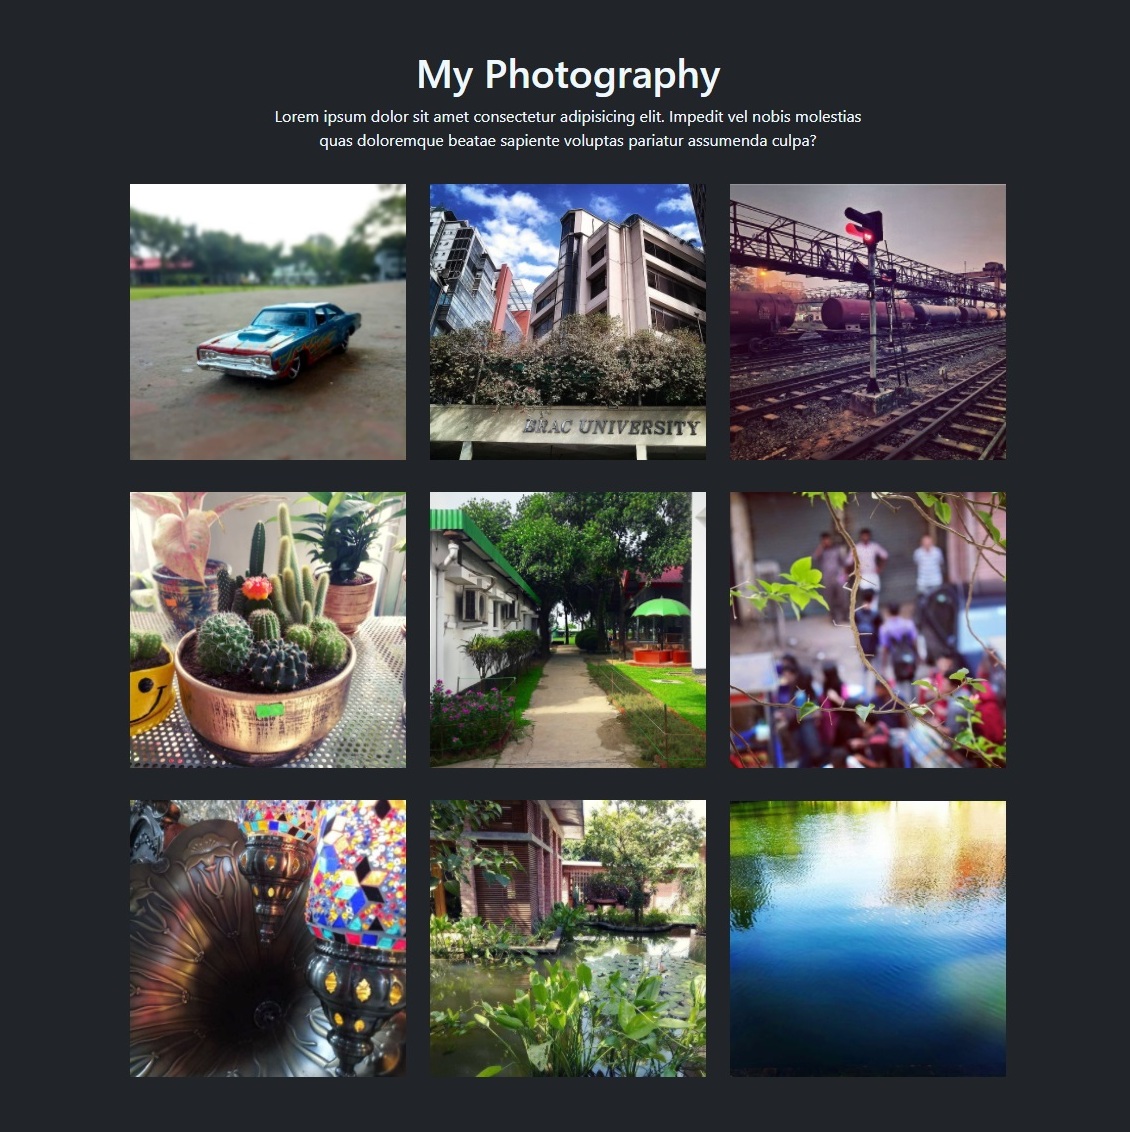 My Photography
Lorem ipsum dolor sit amet consectetur adipisicing elit. Impedit vel nobis molestias
quas doloremque beatae sapiente voluptas pariatur assumenda culpa?
BRAC UNIVERSITY